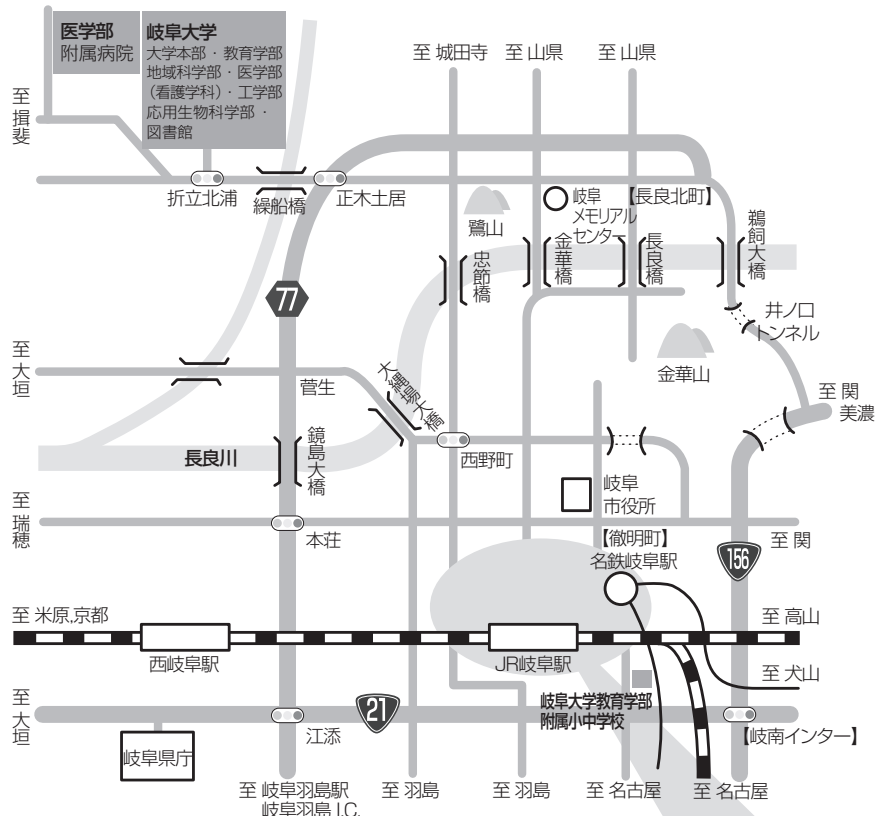 医学部
附属病院
岐阜大学
大学本部・教育学部
地域科学部・医学部
(看護学科)・工学部
応用生物科学部・
図書館
至 城田寺
至 山県
至 山県
至 揖斐
折立北浦
繰船橋
正木土居
鷺山
岐阜
メモリアル
センター
【長良北町】
忠節橋
金華橋
長良橋
鵜飼大橋
77
井ノ口
トンネル
至 大垣
菅生
大縄場大橋
金華山
至 関
美濃
長良川
鏡島大橋
西野町
岐阜
市役所
至 瑞穂
本荘
【徹明町】
名鉄岐阜駅
至 関
156
至 米原,京都
西岐阜駅
JR岐阜駅
至 高山
至 犬山
岐阜大学教育学部
附属小中学校
至 大垣
21
江添
【岐南インター】
岐阜県庁
至 岐阜羽島駅
岐阜羽島 I.C.
至 羽島
至 羽島
至 名古屋
至 名古屋